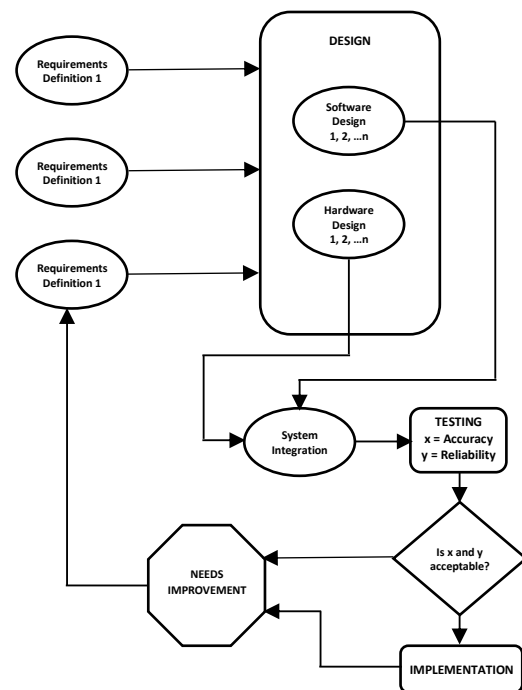 DESIGN
Requirements
Definition 1
Software
Design
1, 2, ...n
Requirements
Definition 1
Hardware
Design
1, 2, ...n
Requirements
Definition 1
System
Integration
TESTING
x = Accuracy
y = Reliability
Is x and y
acceptable?
NEEDS
IMPROVEMENT
IMPLEMENTATION